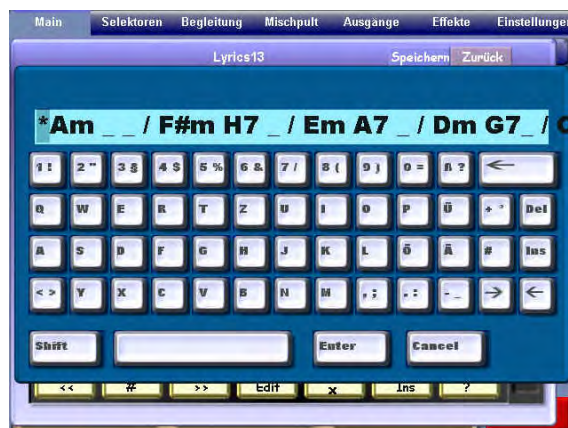 Main Selektoren Begleitung Mischpult Ausgänge Effekte Einstellunge
Lyrics13 Speichern Zurück
*Am _ _ / F#m H7 _ / Em A7 _ / Dm G7_ /
1 ! 2 " 3 § 4 $ 5 % 6 & 7 / 8 ( 9 ) 0 = ß ? ←
Q W E R T Z U I O P Ü + * Del
A S D F G H J K L Ö Ä # Ins
< > Y X C V B N M , ; . : - _ → ←
Shift Enter Cancel
<< # >> Edit x Ins ?